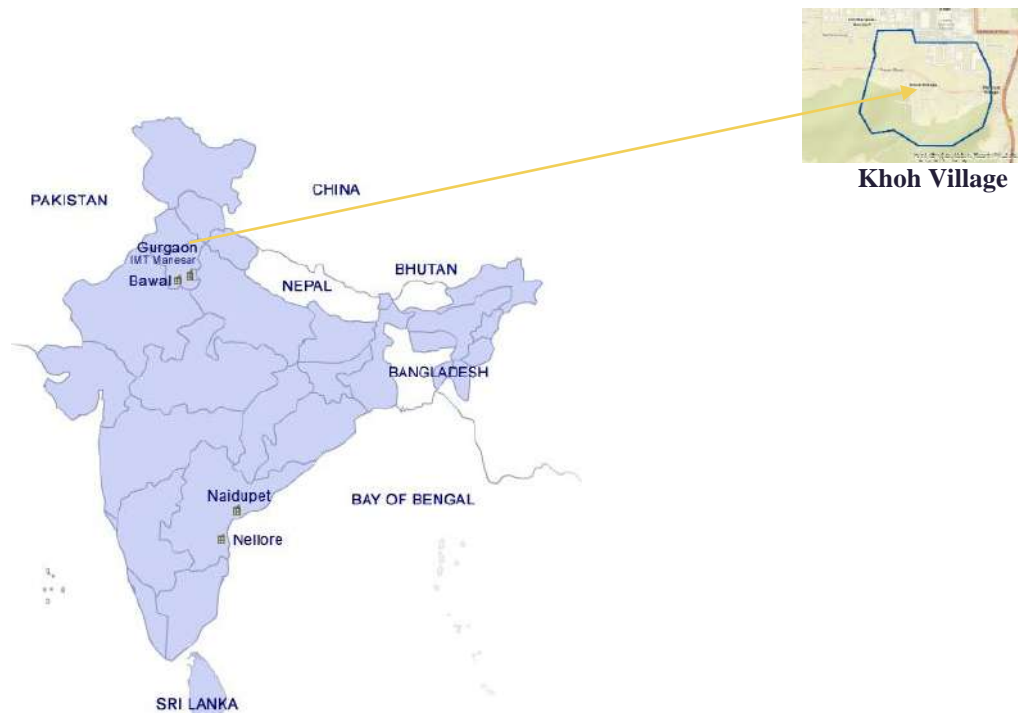 Khoh Village
CHINA
PAKISTAN
Gurgaon
IMT Manesar
BHUTAN
Bawal
NEPAL
BANGLADESH
Naidupet
BAY OF BENGAL
Nellore
SRI LANKA